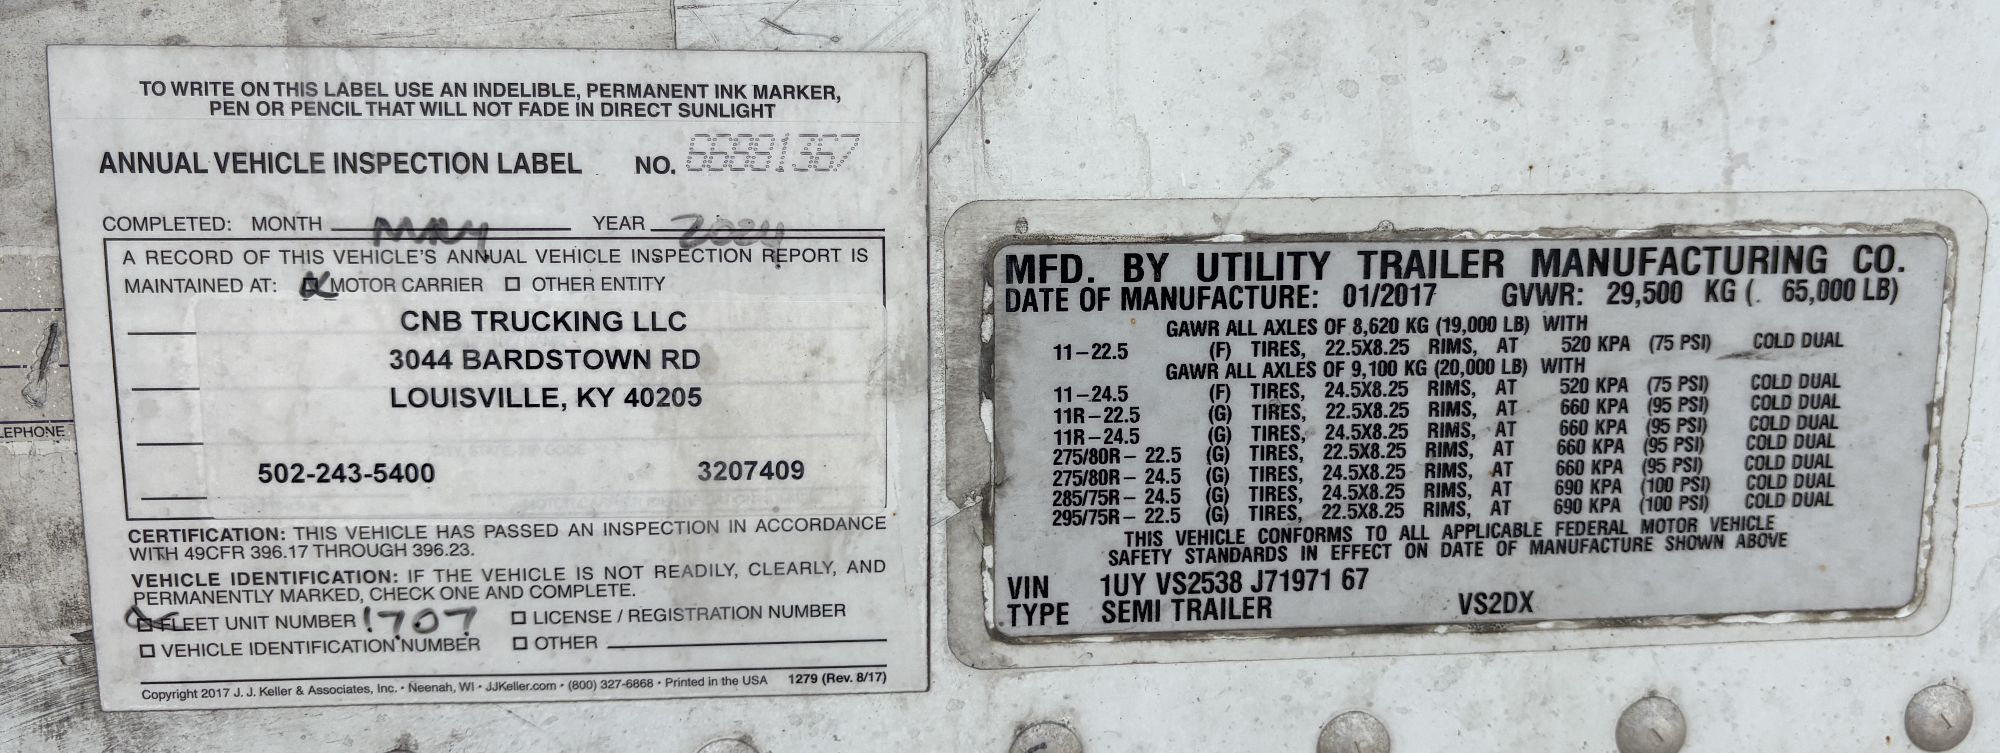 TO WRITE ON THIS LABEL USE AN INDELIBLE, PERMANENT INK MARKER,
PEN OR PENCIL THAT WILL NOT FADE IN DIRECT SUNLIGHT
ANNUAL VEHICLE INSPECTION LABEL NO.
COMPLETED: MONTH MAY YEAR 2024
A RECORD OF THIS VEHICLE'S ANNUAL VEHICLE INSPECTION REPORT IS
MAINTAINED AT: MOTOR CARRIER OTHER ENTITY
CNB TRUCKING LLC
3044 BARDSTOWN RD
LOUISVILLE, KY 40205
502-243-5400 3207409
CERTIFICATION: THIS VEHICLE HAS PASSED AN INSPECTION IN ACCORDANCE
WITH 49CFR 396.17 THROUGH 396.23.
VEHICLE IDENTIFICATION: IF THE VEHICLE IS NOT READILY, CLEARLY, AND
PERMANENTLY MARKED, CHECK ONE AND COMPLETE.
FLEET UNIT NUMBER 1707 LICENSE / REGISTRATION NUMBER
VEHICLE IDENTIFICATION NUMBER OTHER
Copyright 2017 J. J. Keller & Associates, Inc. • Neenah, WI • JJKeller.com • (800) 327-6868 • Printed in the USA 1279 (Rev. 8/17)
MFD. BY UTILITY TRAILER MANUFACTURING CO.
DATE OF MANUFACTURE: 01/2017 GVWR: 29,500 KG ( 65,000 LB)
GAWR ALL AXLES OF 8,620 KG (19,000 LB) WITH
11-22.5 (F) TIRES, 22.5X8.25 RIMS, AT 520 KPA (75 PSI) COLD DUAL
GAWR ALL AXLES OF 9,100 KG (20,000 LB) WITH
11-24.5 (F) TIRES, 24.5X8.25 RIMS, AT 520 KPA (75 PSI) COLD DUAL
11R-22.5 (G) TIRES, 22.5X8.25 RIMS, AT 660 KPA (95 PSI) COLD DUAL
11R-24.5 (G) TIRES, 24.5X8.25 RIMS, AT 660 KPA (95 PSI) COLD DUAL
275/80R-22.5 (G) TIRES, 22.5X8.25 RIMS, AT 660 KPA (95 PSI) COLD DUAL
275/80R-24.5 (G) TIRES, 24.5X8.25 RIMS, AT 660 KPA (95 PSI) COLD DUAL
285/75R-24.5 (G) TIRES, 24.5X8.25 RIMS, AT 690 KPA (100 PSI) COLD DUAL
295/75R-22.5 (G) TIRES, 22.5X8.25 RIMS, AT 690 KPA (100 PSI) COLD DUAL
THIS VEHICLE CONFORMS TO ALL APPLICABLE FEDERAL MOTOR VEHICLE
SAFETY STANDARDS IN EFFECT ON DATE OF MANUFACTURE SHOWN ABOVE
VIN 1UY VS2538 J71971 67
TYPE SEMI TRAILER VS2DX